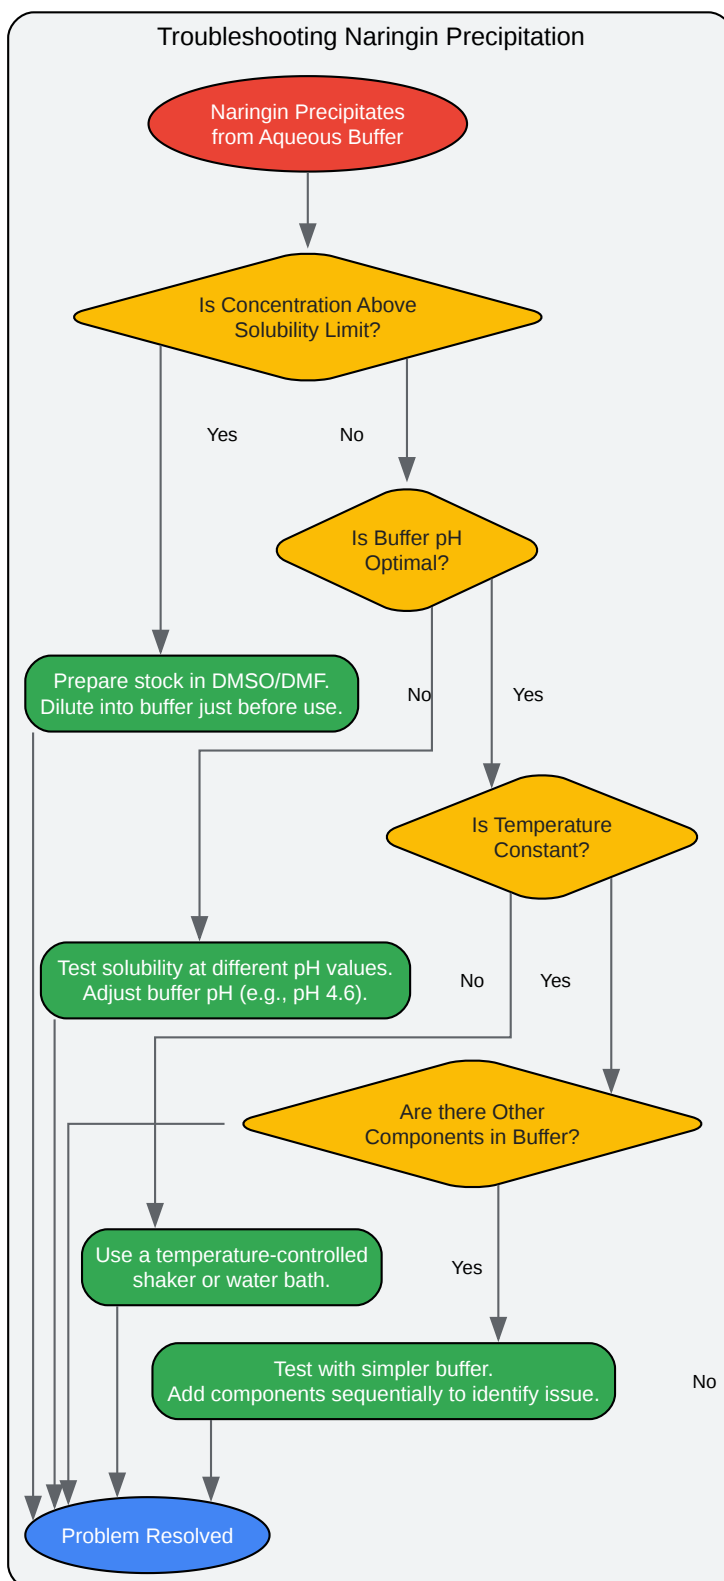 Troubleshooting Naringin Precipitation
Naringin Precipitates
from Aqueous Buffer
Is Concentration Above
Solubility Limit?
Yes
No
Is Buffer pH
Optimal?
Prepare stock in DMSO/DMF.
Dilute into buffer just before use.
No
Yes
Is Temperature
Constant?
Test solubility at different pH values.
Adjust buffer pH (e.g., pH 4.6).
No
Yes
Are there Other
Components in Buffer?
Use a temperature-controlled
shaker or water bath.
Yes
Test with simpler buffer.
Add components sequentially to identify issue.
No
Problem Resolved